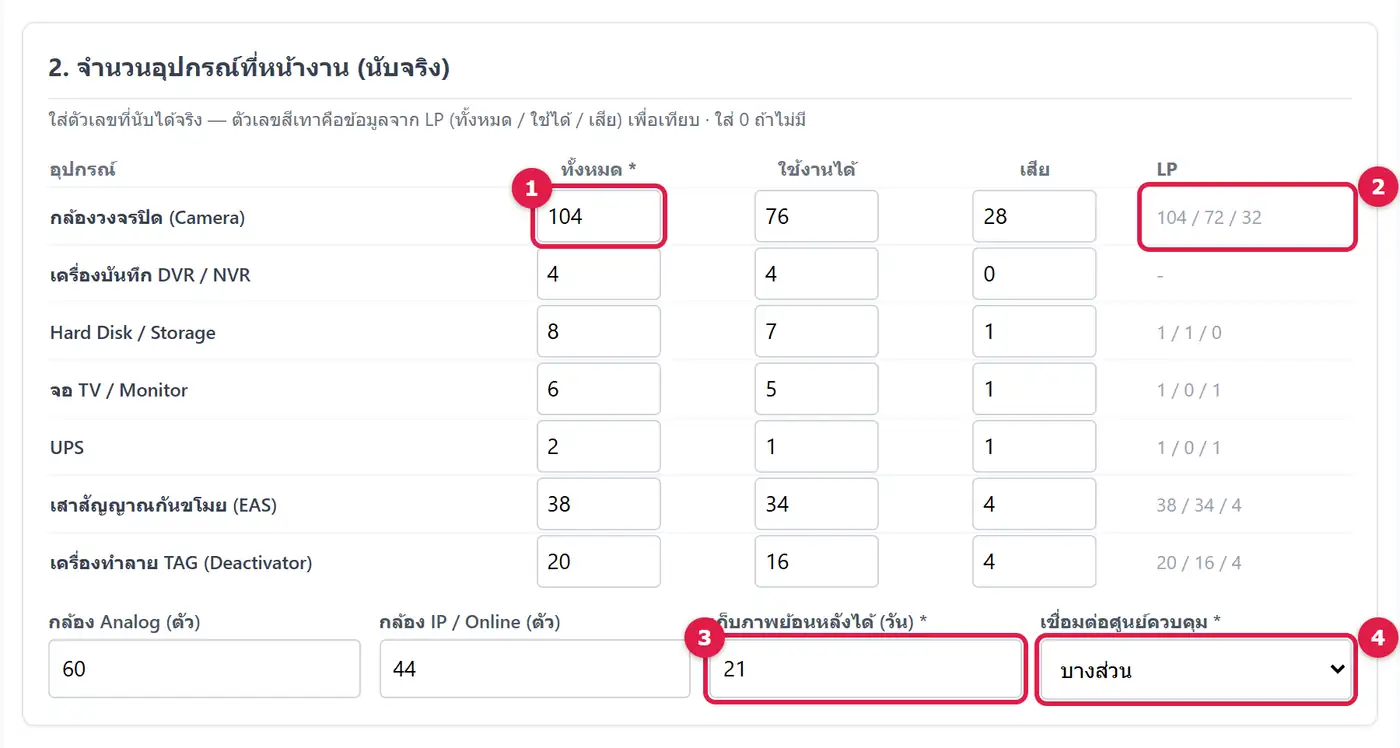 2. จำนวนอุปกรณ์ที่หน้างาน (นับจริง)
ใส่ตัวเลขที่นับได้จริง — ตัวเลขสีเทาคือข้อมูลจาก LP (ทั้งหมด / ใช้ได้ / เสีย) เพื่อเทียบ · ใส่ 0 ถ้าไม่มี
อุปกรณ์ ทั้งหมด * ใช้งานได้ เสีย LP
1 2
กล้องวงจรปิด (Camera) 104 76 28 104 / 72 / 32
เครื่องบันทึก DVR / NVR 4 4 0 -
Hard Disk / Storage 8 7 1 1 / 1 / 0
จอ TV / Monitor 6 5 1 1 / 0 / 1
UPS 2 1 1 1 / 0 / 1
เสาสัญญาณกันขโมย (EAS) 38 34 4 38 / 34 / 4
เครื่องทำลาย TAG (Deactivator) 20 16 4 20 / 16 / 4
กล้อง Analog (ตัว) กล้อง IP / Online (ตัว) เก็บภาพย้อนหลังได้ (วัน) * เชื่อมต่อศูนย์ควบคุม *
3 4
60 44 21 บางส่วน